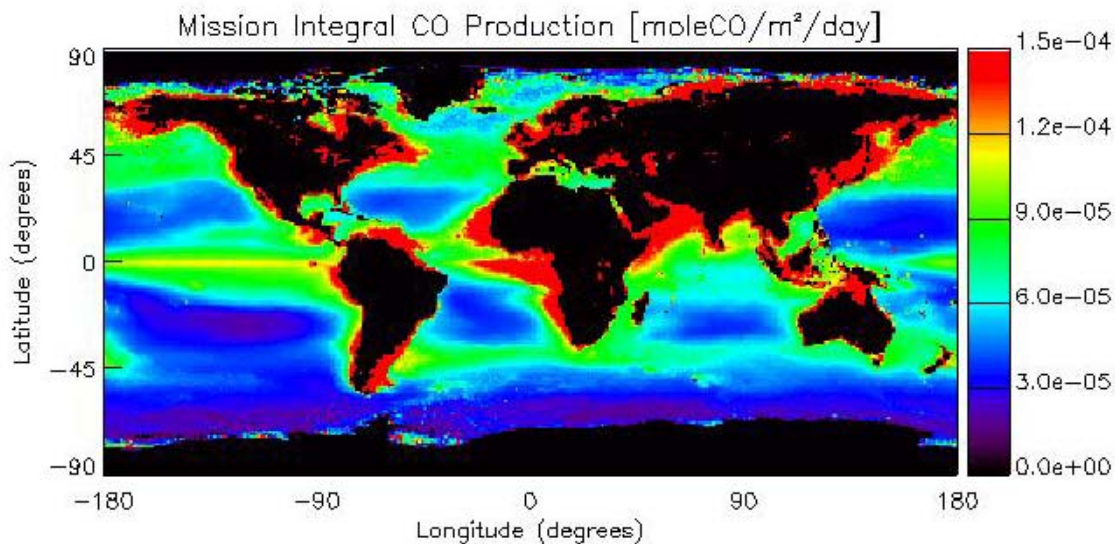 Mission Integral CO Production [moleCO/m²/day]
90
45
0
-45
-90
Latitude (degrees)
-180
-90
0
90
180
Longitude (degrees)
1.5e-04
1.2e-04
9.0e-05
6.0e-05
3.0e-05
0.0e+00